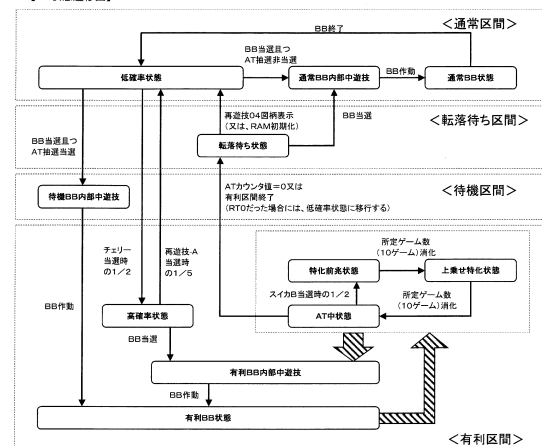 ＜通常区間＞
BB終了
BB当選且つ
AT抽選非当選
低確率状態
通常BB内部中遊技
BB作動
通常BB状態
再遊技04図柄表示
(又は、RAM初期化)
BB当選
＜転落待ち区間＞
転落待ち状態
BB当選且つ
AT抽選当選
ATカウンタ値=0又は
有利区間終了
(RT0だった場合には、低確率状態に移行する)
＜待機区間＞
待機BB内部中遊技
チェリー
当選時
の1／2
再遊技-A
当選時
の1／5
所定ゲーム数
(10ゲーム)消化
特化前兆状態
上乗せ特化状態
スイカB当選時の1／2
所定ゲーム数
(10ゲーム)消化
BB作動
高確率状態
AT中状態
BB当選
有利BB内部中遊技
BB作動
有利BB状態
＜有利区間＞